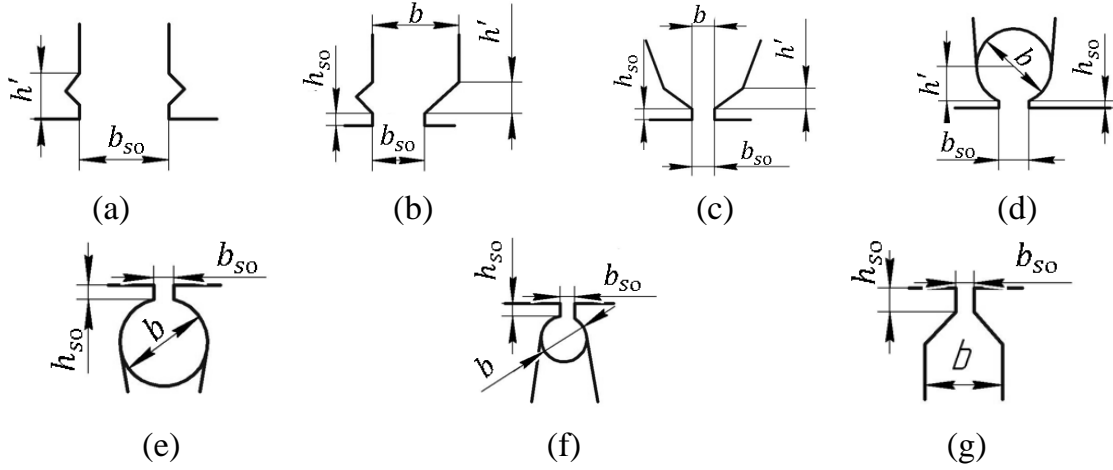 h' b_so
b h_so h' b_so
b h_so h' b_so
b h' h_so b_so
(a) (b) (c) (d)
b_so h_so b
h_so b_so b
h_so b_so b
(e) (f) (g)